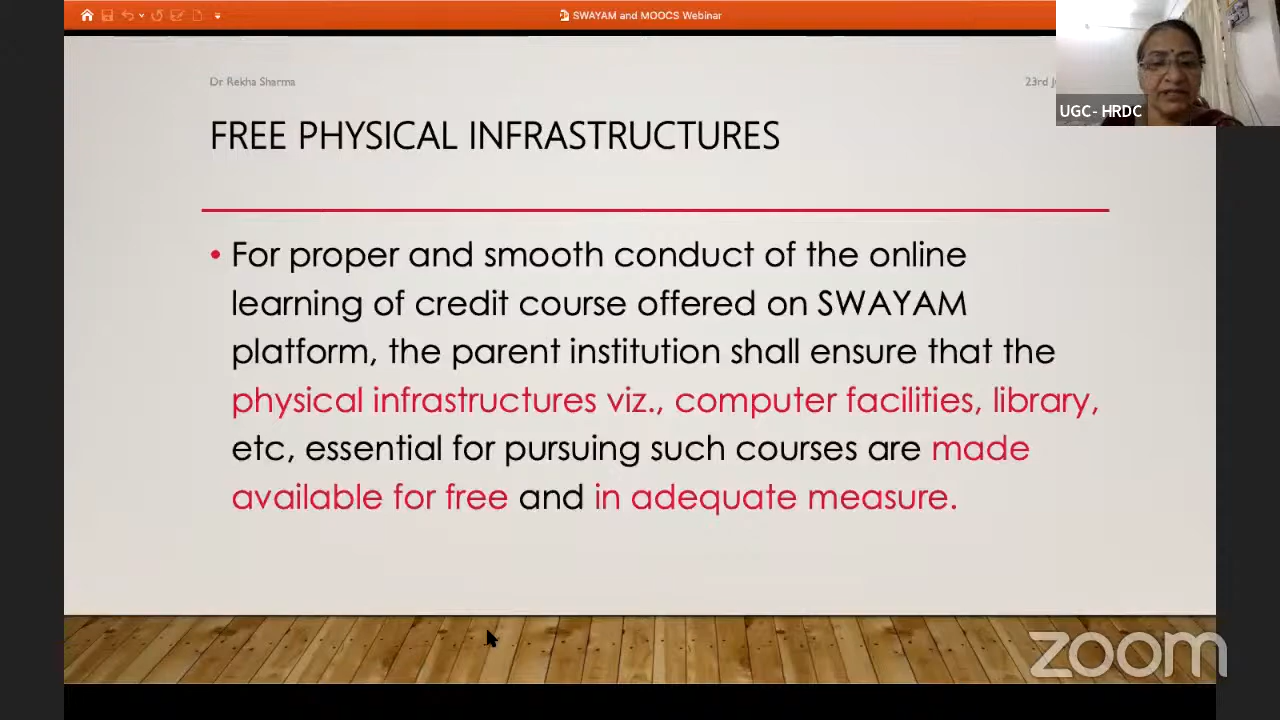 SWAYAM and MOOCS Webinar
Dr Rekha Sharma
23rd
UGC- HRDC
FREE PHYSICAL INFRASTRUCTURES
• For proper and smooth conduct of the online
learning of credit course offered on SWAYAM
platform, the parent institution shall ensure that the
physical infrastructures viz., computer facilities, library,
etc, essential for pursuing such courses are made
available for free and in adequate measure.
zoom